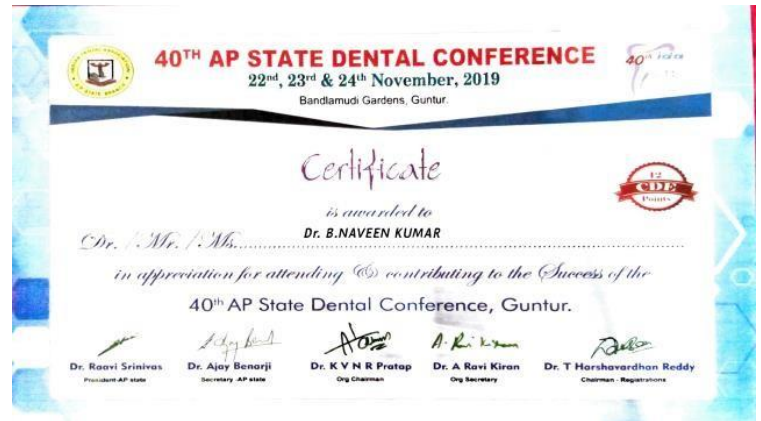 40TH AP STATE DENTAL CONFERENCE
22nd, 23rd & 24th November, 2019
Bandlamudi Gardens, Guntur.
40th
Certificate
12
CDE
Points
is awarded to
Dr. /Mr. /Ms. Dr. B.NAVEEN KUMAR
in appreciation for attending & contributing to the Success of the
40th AP State Dental Conference, Guntur.
Dr. Raavi Srinivas Dr. Ajay Benarji Dr. K V N R Pratap Dr. A Ravi Kiran Dr. T Harshavardhan Reddy
President-AP state Secretary -AP state Org Chairman Org Secretary Chairman - Registrations